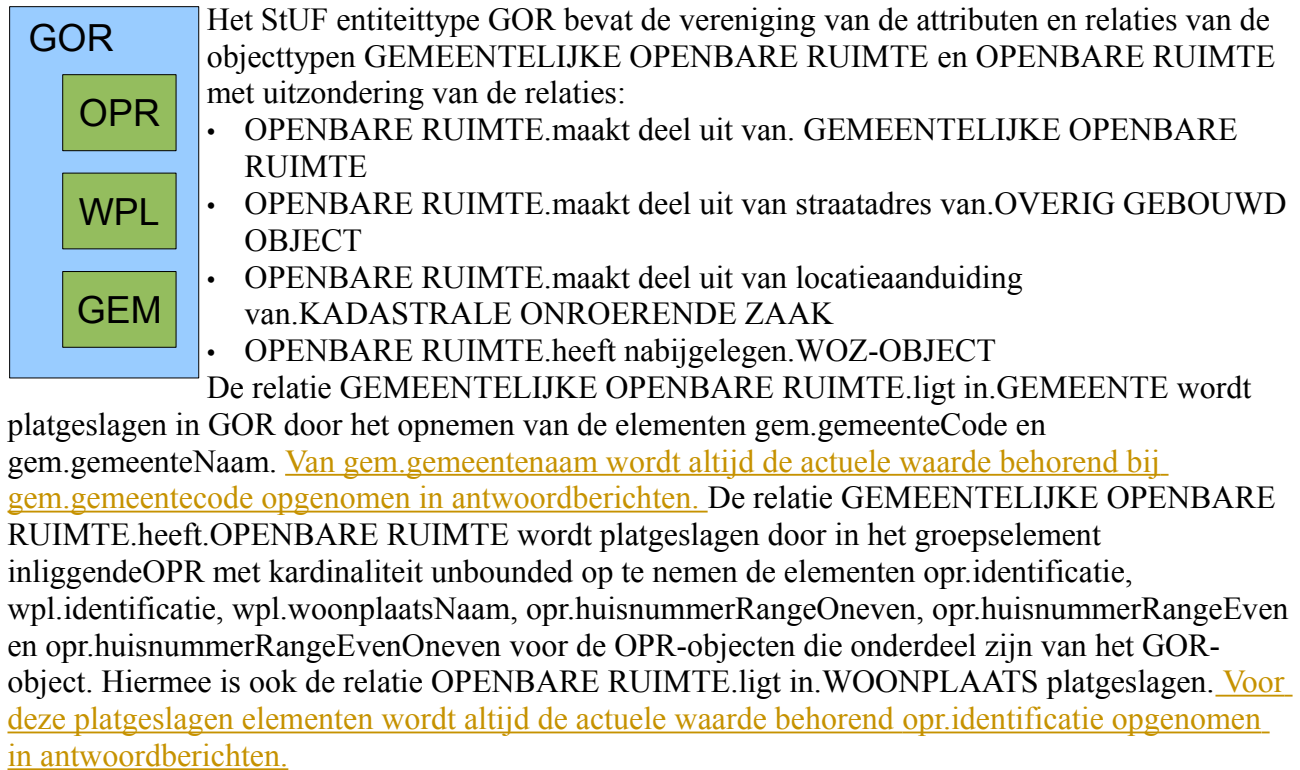 GOR
OPR
WPL
GEM
Het StUF entiteittype GOR bevat de vereniging van de attributen en relaties van de
objecttypen GEMEENTELIJKE OPENBARE RUIMTE en OPENBARE RUIMTE
met uitzondering van de relaties:
• OPENBARE RUIMTE.maakt deel uit van. GEMEENTELIJKE OPENBARE
RUIMTE
• OPENBARE RUIMTE.maakt deel uit van straatadres van.OVERIG GEBOUWD
OBJECT
• OPENBARE RUIMTE.maakt deel uit van locatieaanduiding
van.KADASTRALE ONROERENDE ZAAK
• OPENBARE RUIMTE.heeft nabijgelegen.WOZ-OBJECT
De relatie GEMEENTELIJKE OPENBARE RUIMTE.ligt in.GEMEENTE wordt
platgeslagen in GOR door het opnemen van de elementen gem.gemeenteCode en
gem.gemeenteNaam. Van gem.gemeentenaam wordt altijd de actuele waarde behorend bij
gem.gemeentecode opgenomen in antwoordberichten. De relatie GEMEENTELIJKE OPENBARE
RUIMTE.heeft.OPENBARE RUIMTE wordt platgeslagen door in het groepselement
inliggendeOPR met kardinaliteit unbounded op te nemen de elementen opr.identificatie,
wpl.identificatie, wpl.woonplaatsNaam, opr.huisnummerRangeOneven, opr.huisnummerRangeEven
en opr.huisnummerRangeEvenOneven voor de OPR-objecten die onderdeel zijn van het GOR-
object. Hiermee is ook de relatie OPENBARE RUIMTE.ligt in.WOONPLAATS platgeslagen. Voor
deze platgeslagen elementen wordt altijd de actuele waarde behorend opr.identificatie opgenomen
in antwoordberichten.